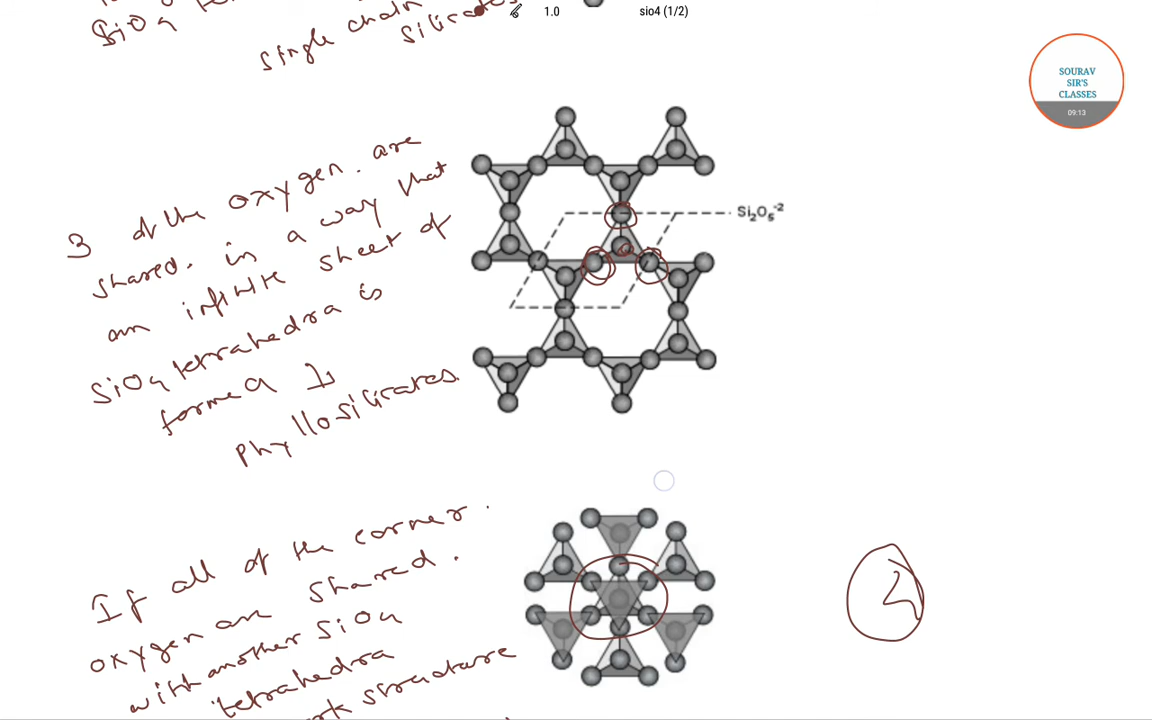 SiO4
single chain
silicates
1.0
sio4 (1/2)
SOURAV
SIR'S
CLASSES
09:13
3 of the oxygen. are
shared. in a way that
an infinite sheet of
SiO4 tetrahedra is
formed is
phyllosilicates.
Si2O5-2
If all of the corner.
oxygen are shared.
with another SiO4
tetrahedra
structure
4